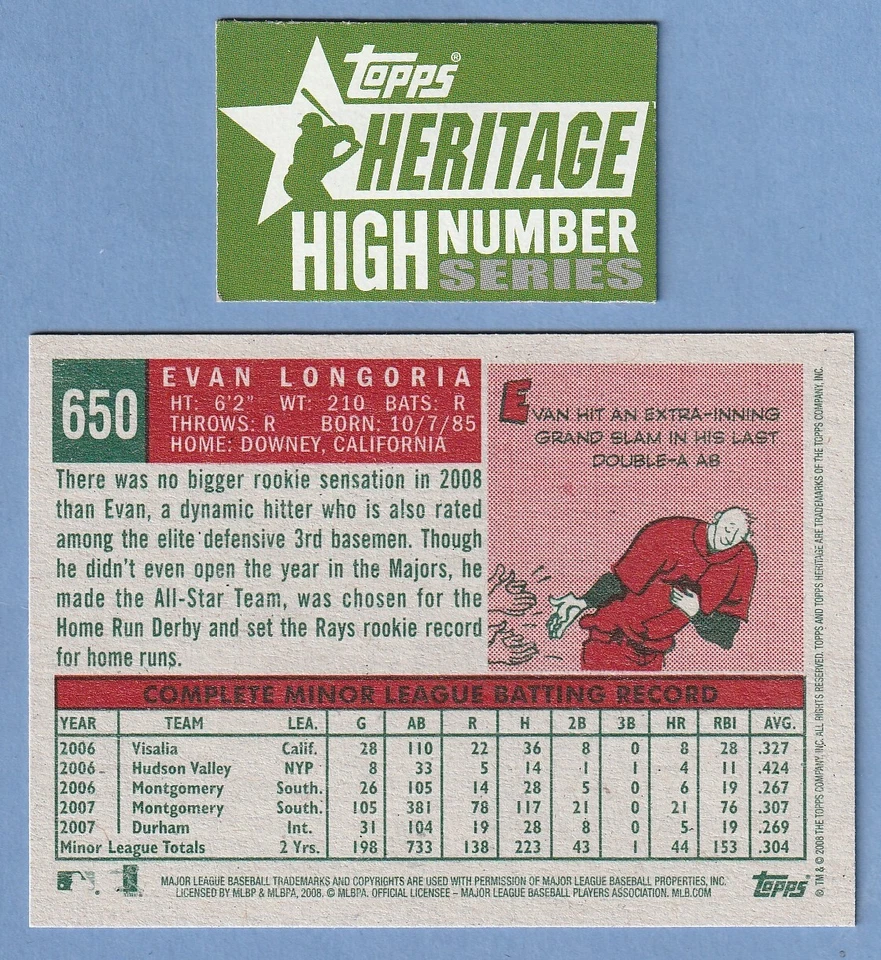 topps®
HERITAGE
HIGH NUMBER
SERIES
650
EVAN LONGORIA
HT: 6'2" WT: 210 BATS: R
THROWS: R BORN: 10/7/85
HOME: DOWNEY, CALIFORNIA
There was no bigger rookie sensation in 2008
than Evan, a dynamic hitter who is also rated
among the elite defensive 3rd basemen. Though
he didn't even open the year in the Majors, he
made the All-Star Team, was chosen for the
Home Run Derby and set the Rays rookie record
for home runs.
EVAN HIT AN EXTRA-INNING
GRAND SLAM IN HIS LAST
DOUBLE-A AB
COMPLETE MINOR LEAGUE BATTING RECORD
YEAR TEAM LEA. G AB R H 2B 3B HR RBI AVG.
2006 Visalia Calif. 28 110 22 36 8 0 8 28 .327
2006 Hudson Valley NYP 8 33 5 14 1 1 4 11 .424
2006 Montgomery South. 26 105 14 28 5 0 6 19 .267
2007 Montgomery South. 105 381 78 117 21 0 21 76 .307
2007 Durham Int. 31 104 19 28 8 0 5 19 .269
Minor League Totals 2 Yrs. 198 733 138 223 43 1 44 153 .304
MAJOR LEAGUE BASEBALL TRADEMARKS AND COPYRIGHTS ARE USED WITH PERMISSION OF MAJOR LEAGUE BASEBALL PROPERTIES, INC.
LICENSED BY MLBP & MLBPA, 2008. © MLBPA. OFFICIAL LICENSEE – MAJOR LEAGUE BASEBALL PLAYERS ASSOCIATION. MLB.COM
topps
®, TM & © 2008 THE TOPPS COMPANY, INC. ALL RIGHTS RESERVED. TOPPS AND TOPPS HERITAGE ARE TRADEMARKS OF THE TOPPS COMPANY, INC.